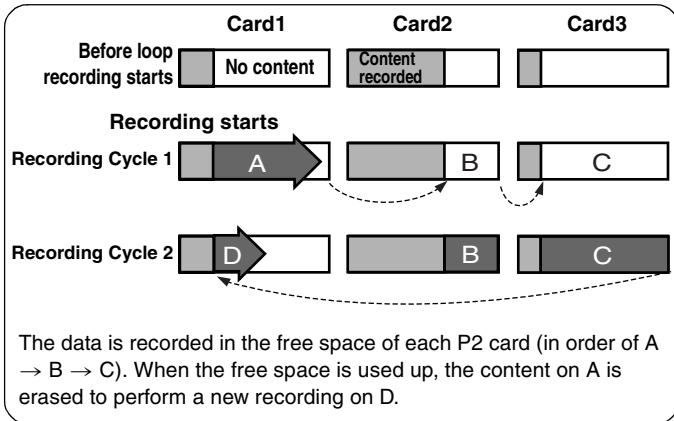 Card1 Card2 Card3
Before loop
recording starts
No content
Content
recorded
Recording starts
Recording Cycle 1
A B C
Recording Cycle 2
D B C
The data is recorded in the free space of each P2 card (in order of A
→ B → C). When the free space is used up, the content on A is
erased to perform a new recording on D.